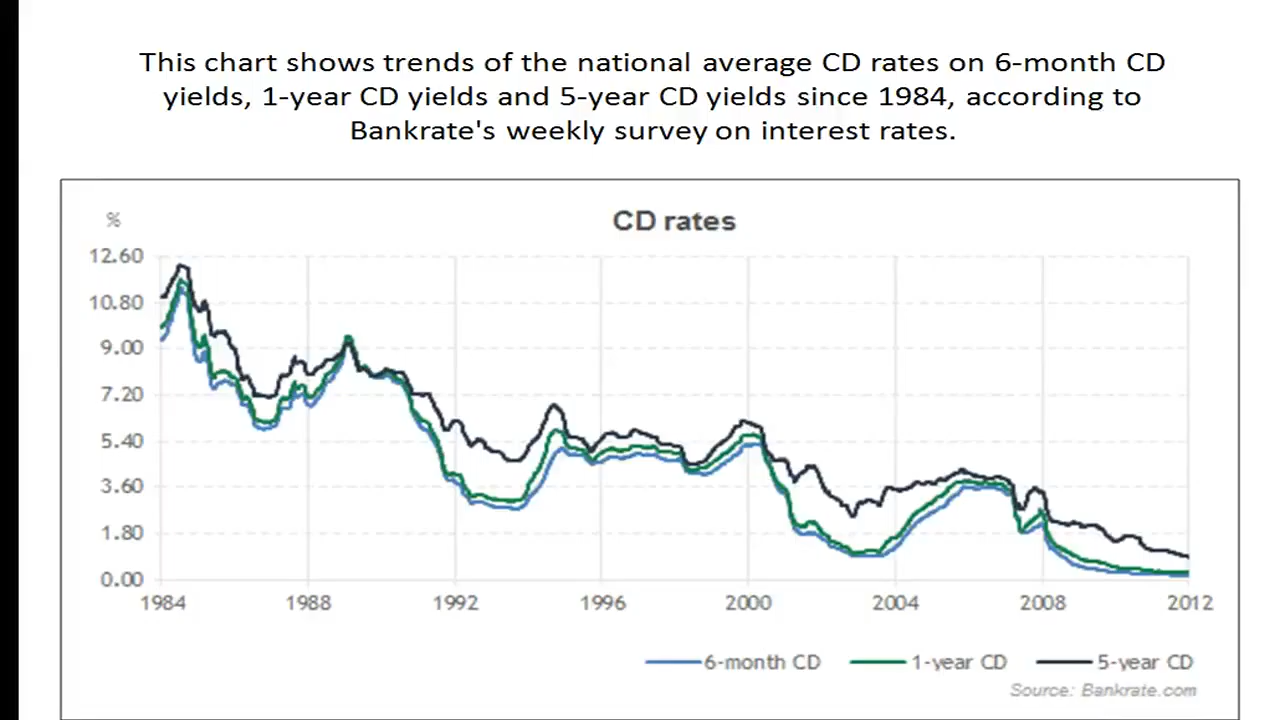 This chart shows trends of the national average CD rates on 6-month CD
yields, 1-year CD yields and 5-year CD yields since 1984, according to
Bankrate's weekly survey on interest rates.
CD rates
%
12.60
10.80
9.00
7.20
5.40
3.60
1.80
0.00
1984 1988 1992 1996 2000 2004 2008 2012
6-month CD 1-year CD 5-year CD
Source: Bankrate.com